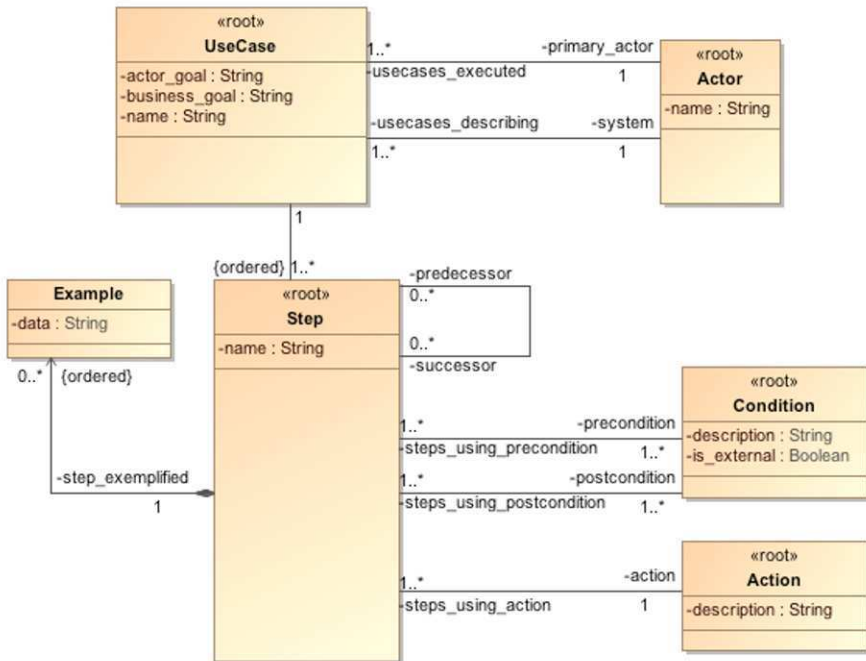 «root»
UseCase
-actor_goal : String
-business_goal : String
-name : String
1..*
-primary_actor
-usecases_executed
1
-usecases_describing
-system
1..*
1
«root»
Actor
-name : String
1
{ordered} 1..*
Example
-data : String
0..*
{ordered}
-step_exemplified
1
«root»
Step
-name : String
-predecessor
0..*
0..*
-successor
1..*
-precondition
-steps_using_precondition
1..*
1..*
-postcondition
-steps_using_postcondition
1..*
«root»
Condition
-description : String
-is_external : Boolean
1..*
-action
-steps_using_action
1
«root»
Action
-description : String